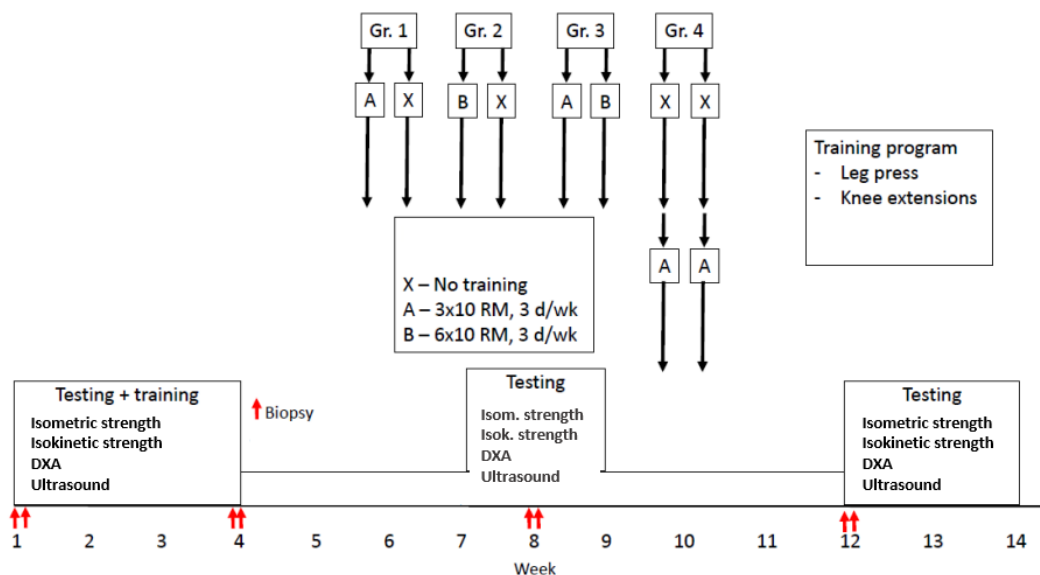 Gr. 1 Gr. 2 Gr. 3 Gr. 4
A X B X A B X X
Training program
- Leg press
- Knee extensions
A A
X – No training
A – 3x10 RM, 3 d/wk
B – 6x10 RM, 3 d/wk
Testing + training
Isometric strength
Isokinetic strength
DXA
Ultrasound
Biopsy
Testing
Isom. strength
Isok. strength
DXA
Ultrasound
Testing
Isometric strength
Isokinetic strength
DXA
Ultrasound
1 2 3 4 5 6 7 8 9 10 11 12 13 14
Week